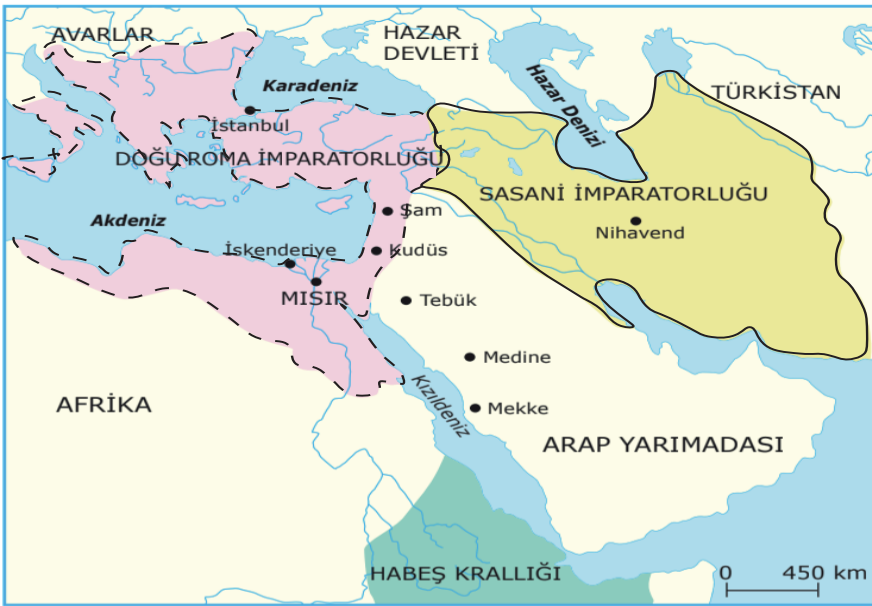 AVARLAR
HAZAR
DEVLETİ
Karadeniz
Hazar Denizi
TÜRKİSTAN
İstanbul
DOĞU ROMA İMPARATORLUĞU
SASANİ İMPARATORLUĞU
Akdeniz
Şam
Nihavend
İskenderiye
Kudüs
MISIR
Tebük
Medine
AFRİKA
Kızıldeniz
Mekke
ARAP YARIMADASI
HABEŞ KRALLIĞI
0 450 km